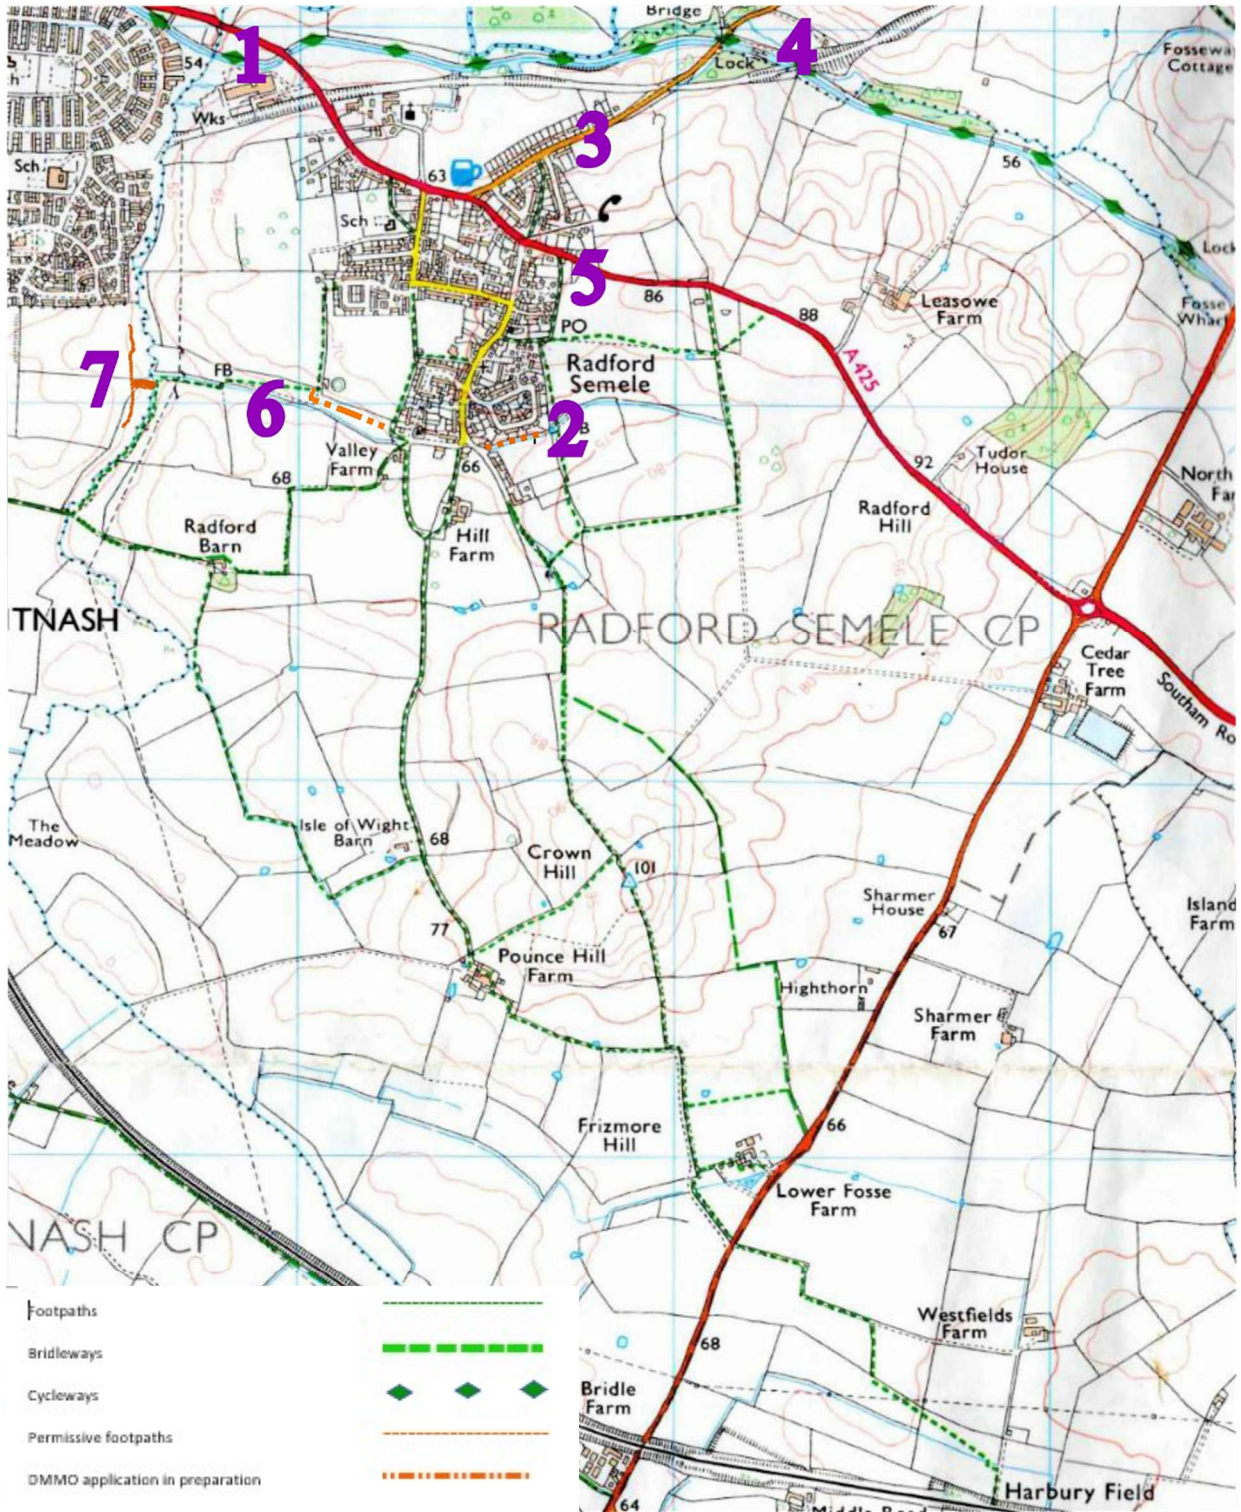 Bridge
4
Fossewa
Cottage
1
54
Lock
Wks
3
56
Sch
63
Sch
Lock
5
86
Leasowe
Farm
88
Fosse
Wharf
PO
A 425
7
FB
Radford
Semele
6
2
B
Valley
Farm
66
92
Tudor
House
North
Far
68
Radford
Hill
Radford
Barn
Hill
Farm
TNASH
RADFORD SEMELE CP
Cedar
Tree
Farm
Southam Ro
The
Meadow
Isle of Wight
Barn
68
Crown
Hill
101
Sharmer
House
67
Island
Farm
77
Pounce Hill
Farm
Highthorn
Sharmer
Farm
Frizmore
Hill
66
Lower Fosse
Farm
NASH CP
Footpaths
Westfields
Farm
Bridleways
68
Cycleways
Bridle
Farm
Permissive footpaths
DMMO application in preparation
Harbury Field
64